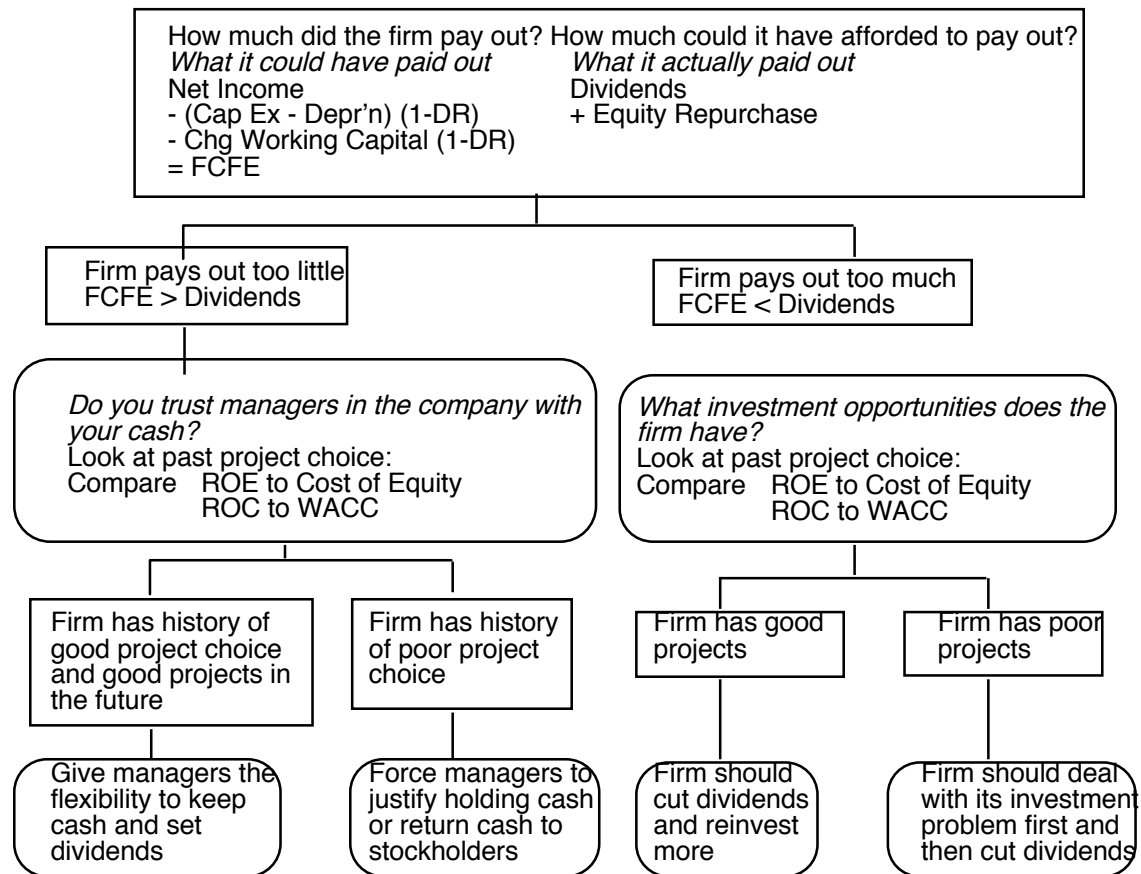 How much did the firm pay out? How much could it have afforded to pay out?
What it could have paid out
What it actually paid out
Net Income
Dividends
- (Cap Ex - Depr’n) (1-DR)
+ Equity Repurchase
- Chg Working Capital (1-DR)
= FCFE
Firm pays out too little
FCFE > Dividends
Firm pays out too much
FCFE < Dividends
Do you trust managers in the company with
your cash?
Look at past project choice:
Compare ROE to Cost of Equity
ROC to WACC
What investment opportunities does the
firm have?
Look at past project choice:
Compare ROE to Cost of Equity
ROC to WACC
Firm has history of
good project choice
and good projects in
the future
Firm has history
of poor project
choice
Firm has good
projects
Firm has poor
projects
Give managers the
flexibility to keep
cash and set
dividends
Force managers to
justify holding cash
or return cash to
stockholders
Firm should
cut dividends
and reinvest
more
Firm should deal
with its investment
problem first and
then cut dividends